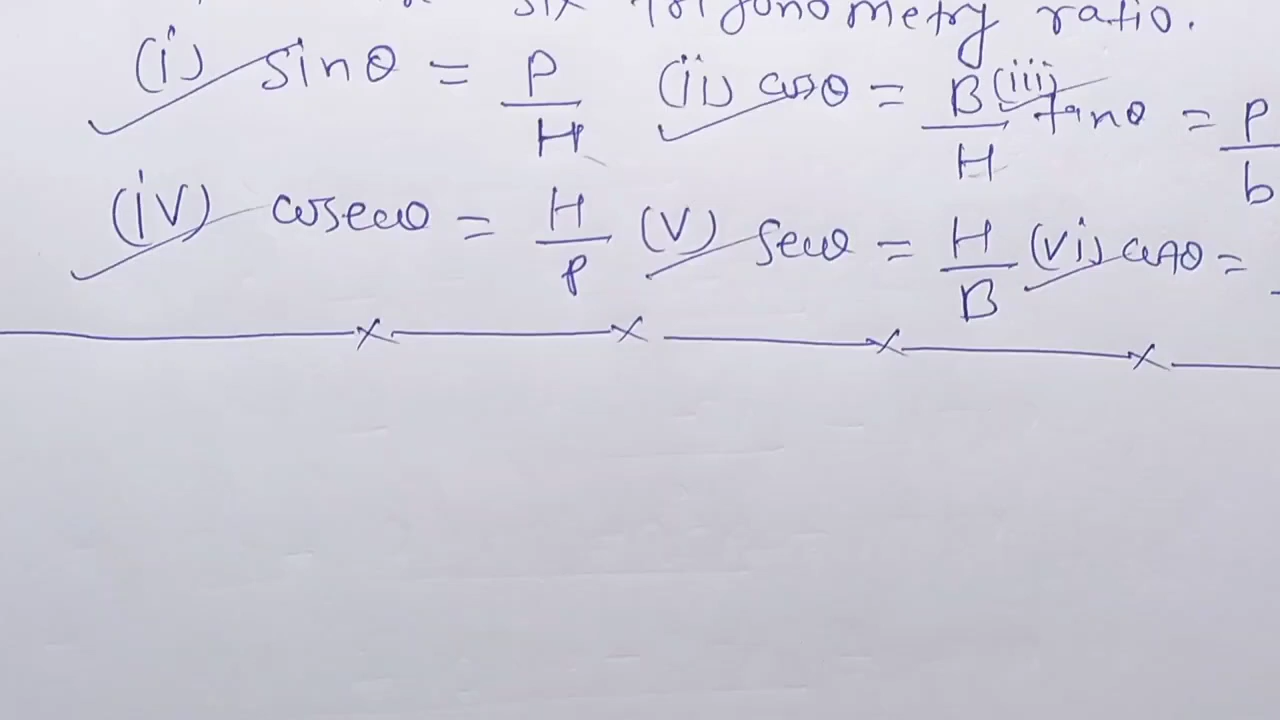 six trigonometry ratio.
(i) sinθ = P/H (ii) cosθ = B/H (iii) tanθ = P/b
(iv) cosecθ = H/P (v) secθ = H/B (vi) cotθ =